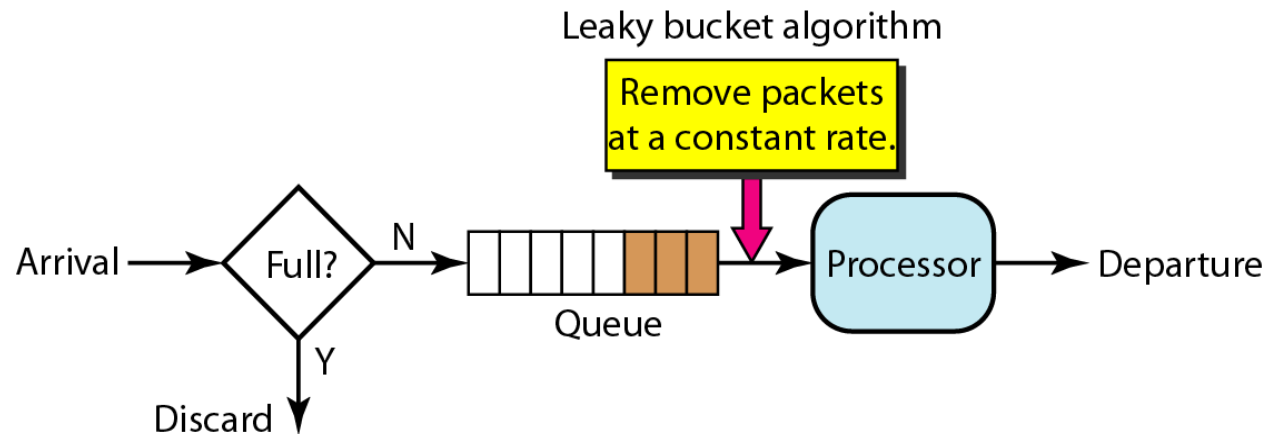 Leaky bucket algorithm
Remove packets
at a constant rate.
Arrival
Full?
N
Y
Discard
Queue
Processor
Departure